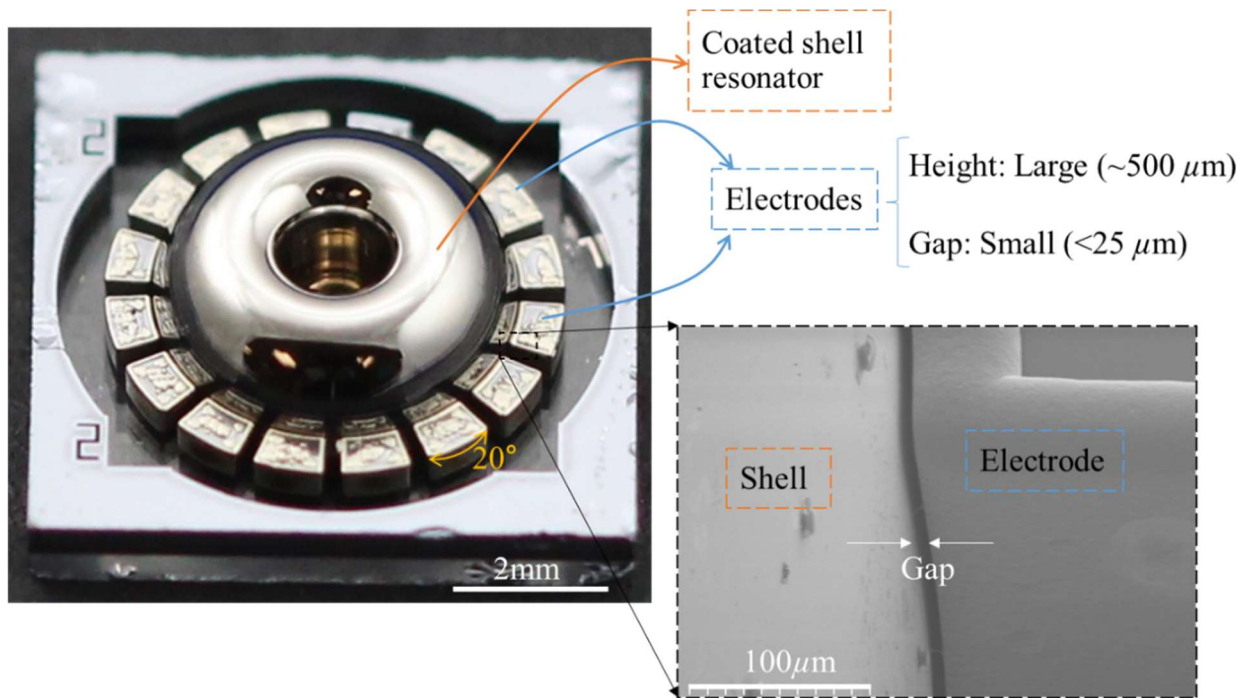 Coated shell
resonator
Electrodes
Height: Large (~500 μm)
Gap: Small (<25 μm)
2
2
20°
2mm
Shell
Electrode
Gap
100μm